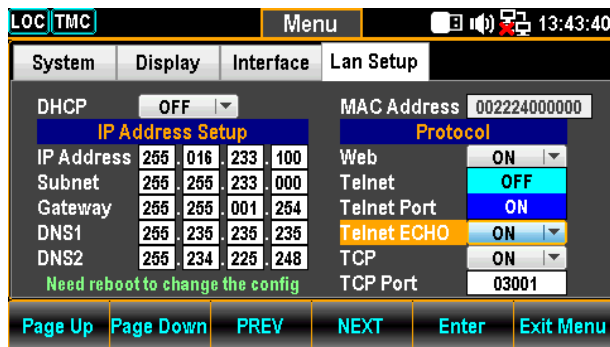 LOC TMC Menu 13:43:40
System Display Interface Lan Setup
DHCP OFF MAC Address 002224000000
IP Address Setup Protocol
IP Address 255 . 016 . 233 . 100 Web ON
Subnet 255 . 255 . 233 . 000 Telnet OFF
Gateway 255 . 255 . 001 . 254 Telnet Port ON
DNS1 255 . 235 . 235 . 235 Telnet ECHO ON
DNS2 255 . 234 . 225 . 248 TCP ON
Need reboot to change the config TCP Port 03001
Page Up Page Down PREV NEXT Enter Exit Menu